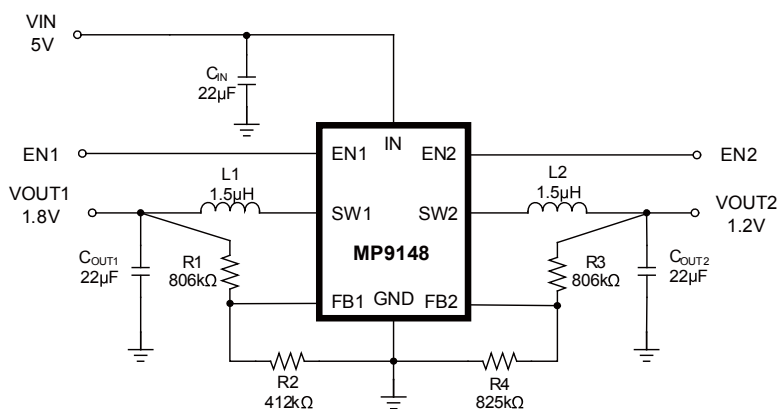 VIN
5V
CIN
22µF
IN
EN1
EN1
EN2
EN2
L1
1.5µH
L2
1.5µH
VOUT1
1.8V
SW1
SW2
VOUT2
1.2V
MP9148
COUT1
22µF
R1
806kΩ
R3
806kΩ
COUT2
22µF
FB1
GND
FB2
R2
412kΩ
R4
825kΩ